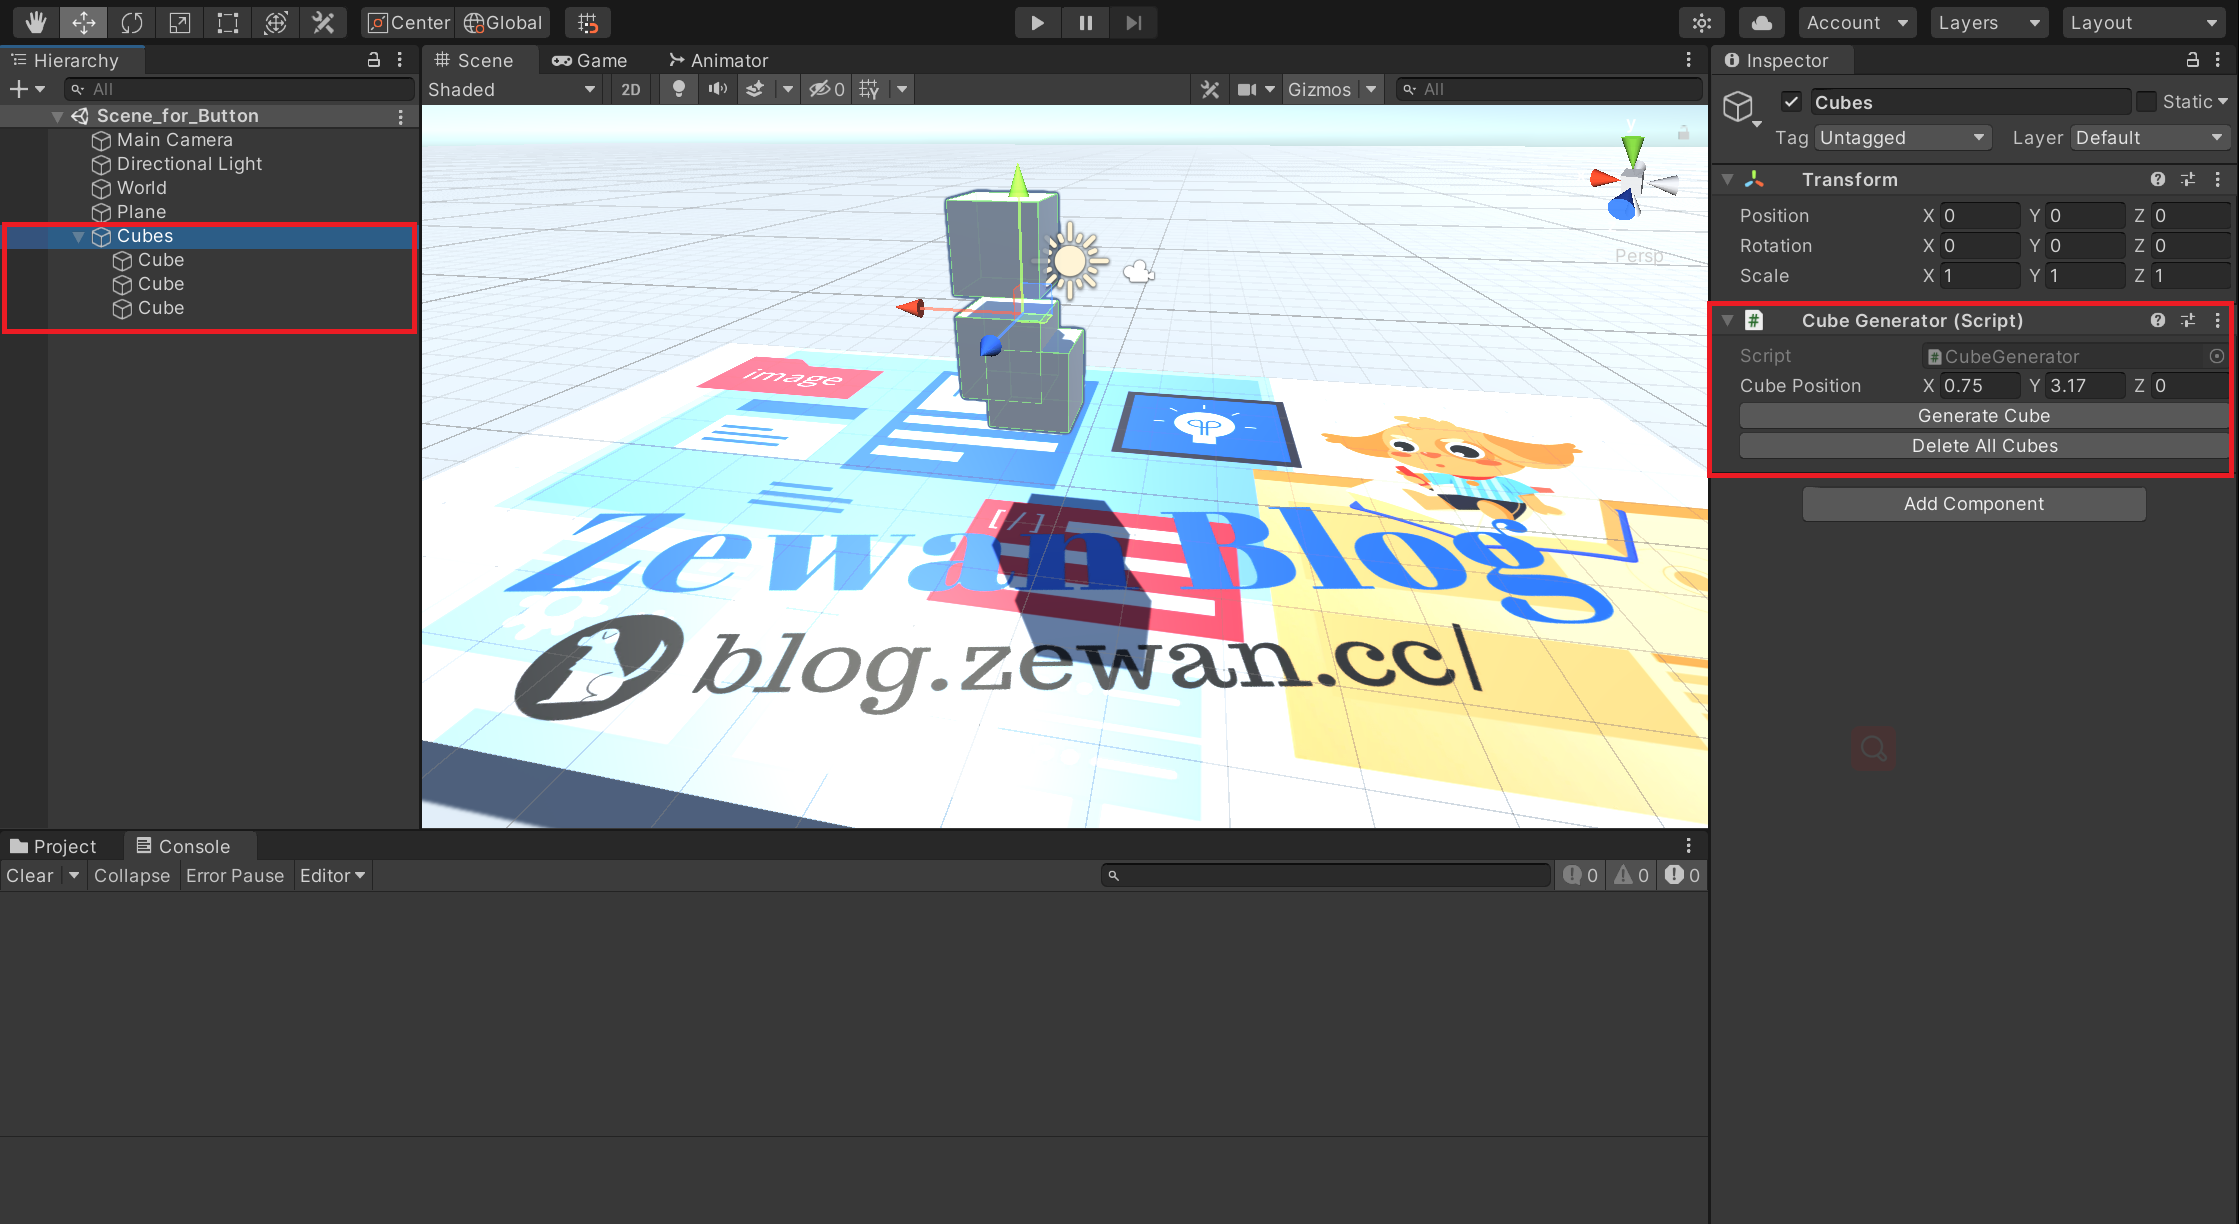 Center Global
Account Layers Layout
Hierarchy
All
Scene_for_Button
Main Camera
Directional Light
World
Plane
Cubes
Cube
Cube
Cube
Scene Game Animator
Shaded 2D 0 Gizmos All
y
Persp
image
[/]
Zewan Blog
blog.zewan.cc
Inspector
Cubes Static
Tag Untagged Layer Default
Transform
Position X 0 Y 0 Z 0
Rotation X 0 Y 0 Z 0
Scale X 1 Y 1 Z 1
# Cube Generator (Script)
Script # CubeGenerator
Cube Position X 0.75 Y 3.17 Z 0
Generate Cube
Delete All Cubes
Add Component
Project Console
Clear Collapse Error Pause Editor 0 0 0